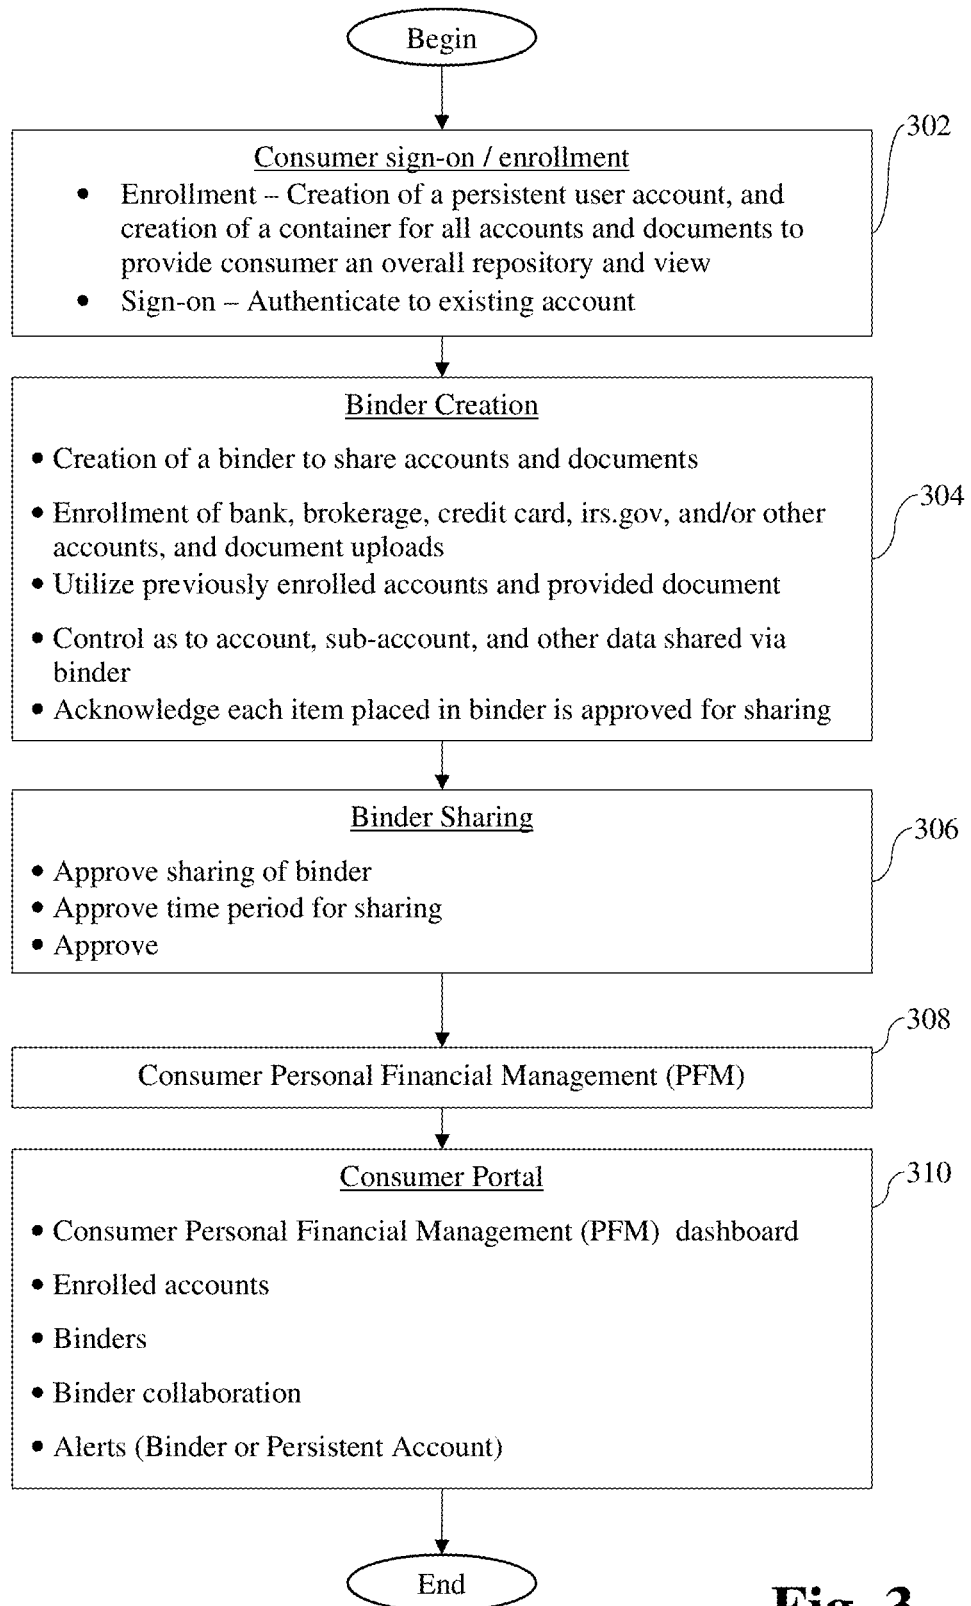 Begin
302
Consumer sign-on / enrollment
• Enrollment – Creation of a persistent user account, and
creation of a container for all accounts and documents to
provide consumer an overall repository and view
• Sign-on – Authenticate to existing account
Binder Creation
• Creation of a binder to share accounts and documents
304
• Enrollment of bank, brokerage, credit card, irs.gov, and/or other
accounts, and document uploads
• Utilize previously enrolled accounts and provided document
• Control as to account, sub-account, and other data shared via
binder
• Acknowledge each item placed in binder is approved for sharing
Binder Sharing
306
• Approve sharing of binder
• Approve time period for sharing
• Approve
308
Consumer Personal Financial Management (PFM)
Consumer Portal
310
• Consumer Personal Financial Management (PFM) dashboard
• Enrolled accounts
• Binders
• Binder collaboration
• Alerts (Binder or Persistent Account)
End
Fig. 3